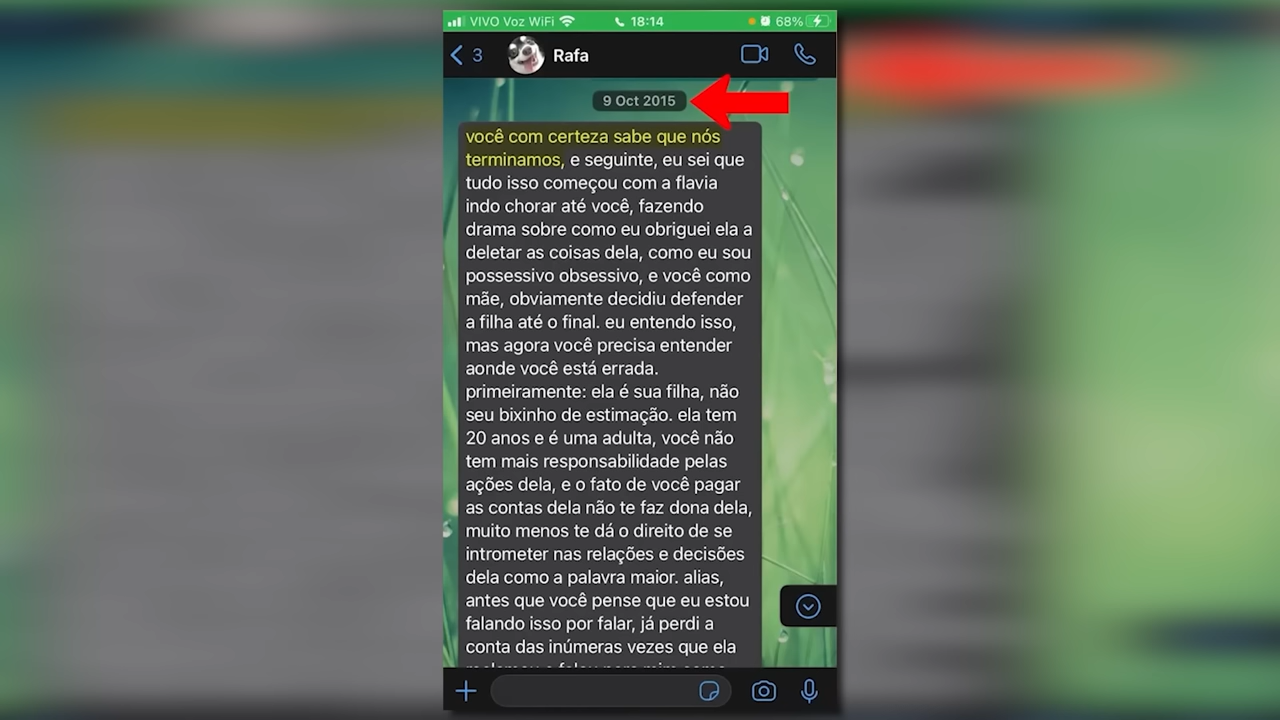 VIVO Voz WiFi 18:14 68%
3 Rafa
9 Oct 2015
você com certeza sabe que nós
terminamos, e seguinte, eu sei que
tudo isso começou com a flavia
indo chorar até você, fazendo
drama sobre como eu obriguei ela a
deletar as coisas dela, como eu sou
possessivo obsessivo, e você como
mãe, obviamente decidiu defender
a filha até o final. eu entendo isso,
mas agora você precisa entender
aonde você está errada.
primeiramente: ela é sua filha, não
seu bixinho de estimação. ela tem
20 anos e é uma adulta, você não
tem mais responsabilidade pelas
ações dela, e o fato de você pagar
as contas dela não te faz dona dela,
muito menos te dá o direito de se
intrometer nas relações e decisões
dela como a palavra maior. alias,
antes que você pense que eu estou
falando isso por falar, já perdi a
conta das inúmeras vezes que ela